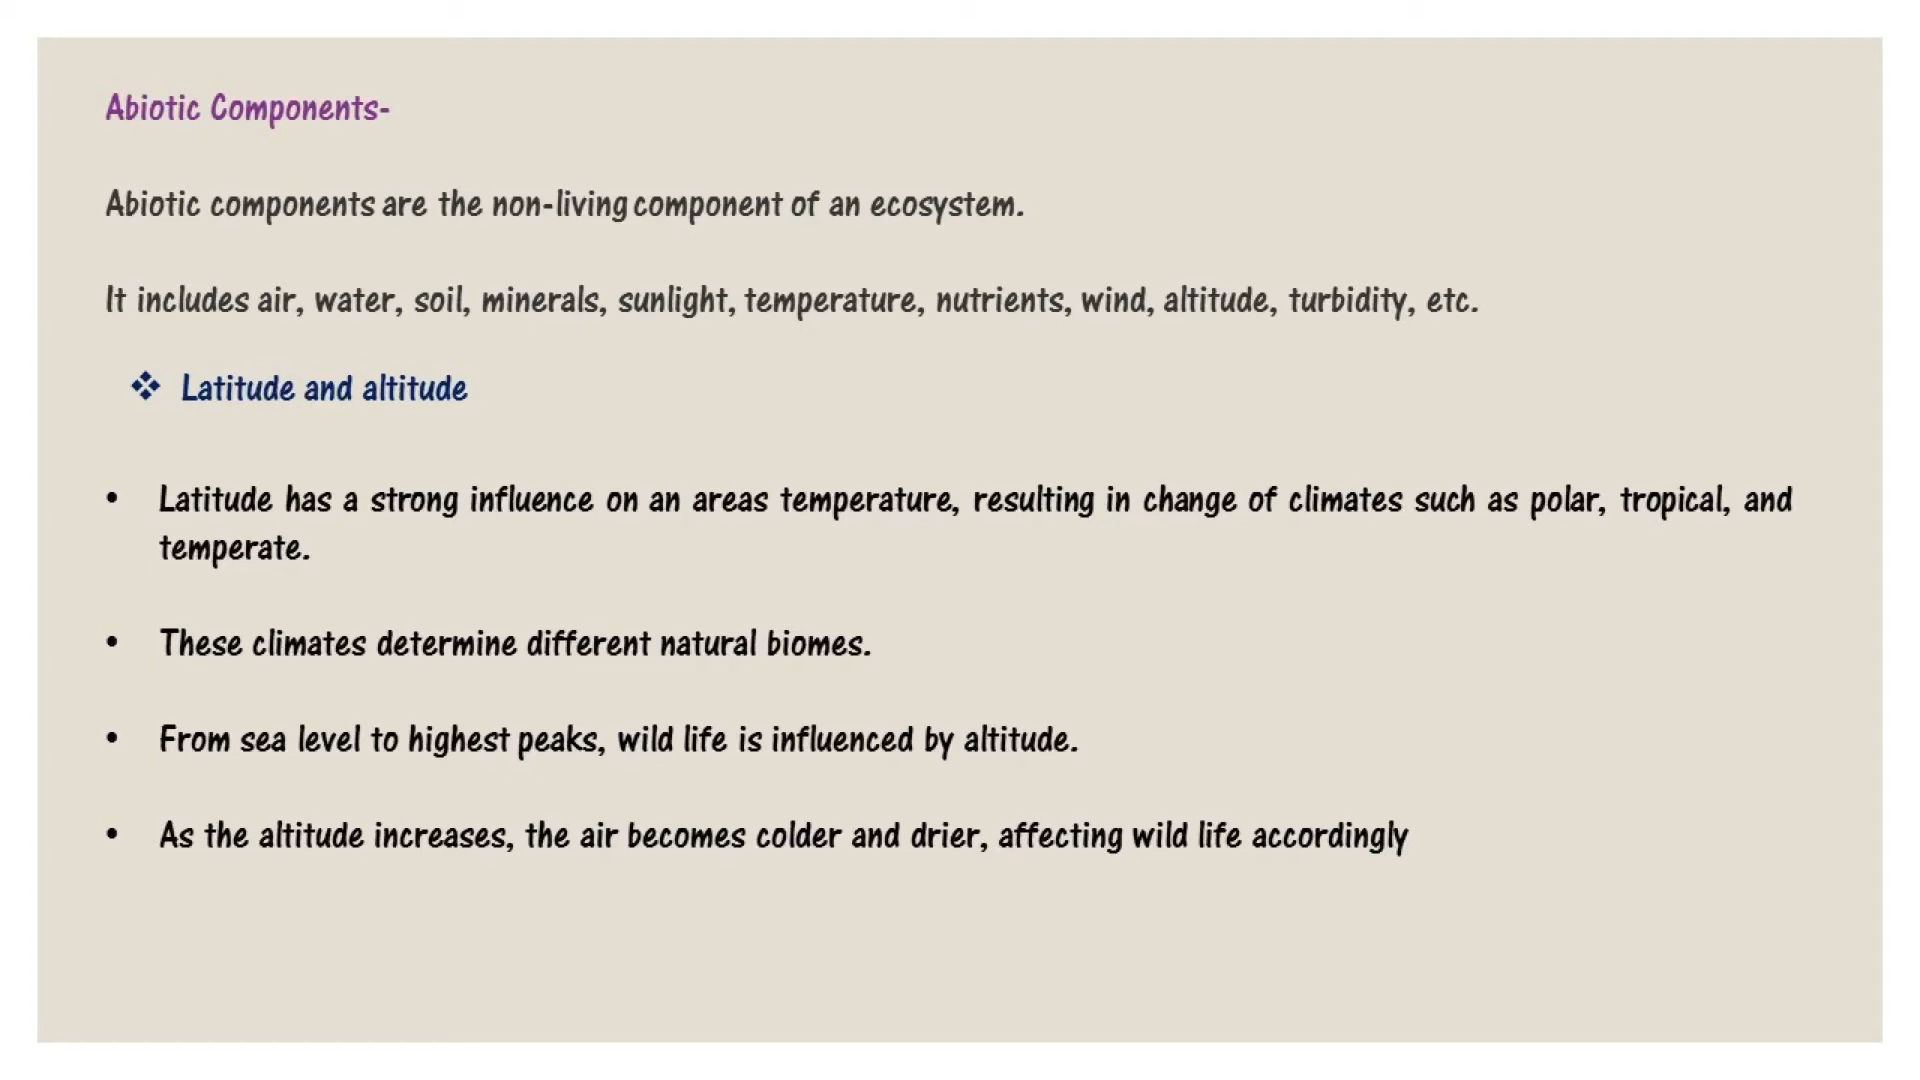 Abiotic Components-
Abiotic components are the non-living component of an ecosystem.
It includes air, water, soil, minerals, sunlight, temperature, nutrients, wind, altitude, turbidity, etc.
❖ Latitude and altitude
• Latitude has a strong influence on an areas temperature, resulting in change of climates such as polar, tropical, and
temperate.
• These climates determine different natural biomes.
• From sea level to highest peaks, wild life is influenced by altitude.
• As the altitude increases, the air becomes colder and drier, affecting wild life accordingly